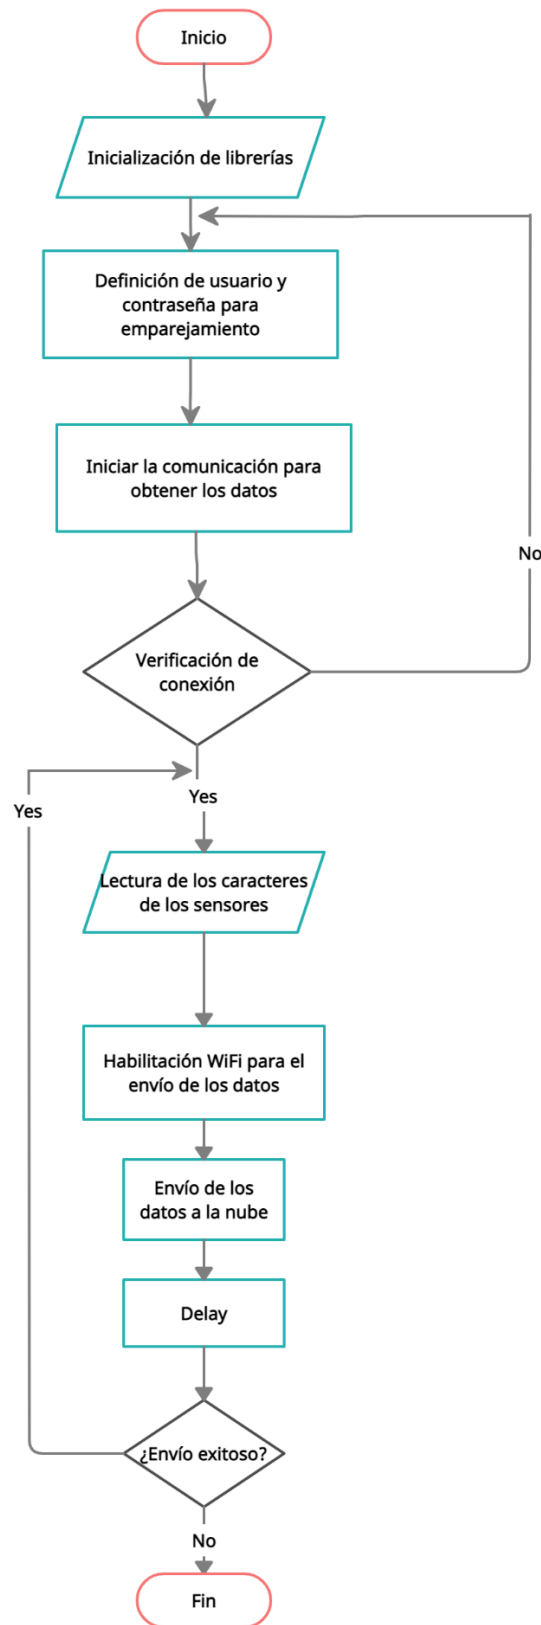 Inicio
Inicialización de librerías
Definición de usuario y
contraseña para
emparejamiento
Iniciar la comunicación para
obtener los datos
No
Verificación de
conexión
Yes
Yes
Lectura de los caracteres
de los sensores
Habilitación WiFi para el
envío de los datos
Envío de los
datos a la nube
Delay
¿Envío exitoso?
No
Fin